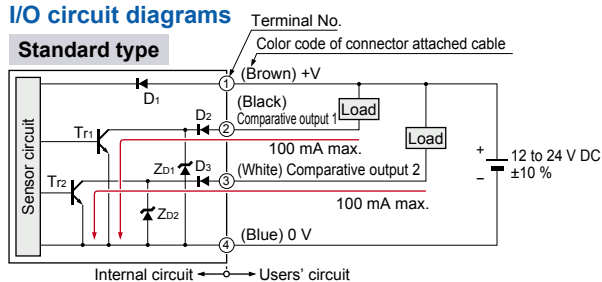 I/O circuit diagrams
Standard type
Terminal No.
Color code of connector attached cable
1 (Brown) +V
D1
(Black)
2 Comparative output 1
D2
Load
Tr1
100 mA max.
Load
Sensor circuit
ZD1
D3
3 (White) Comparative output 2
Tr2
100 mA max.
ZD2
+
−
12 to 24 V DC
±10 %
4 (Blue) 0 V
Internal circuit
Users' circuit